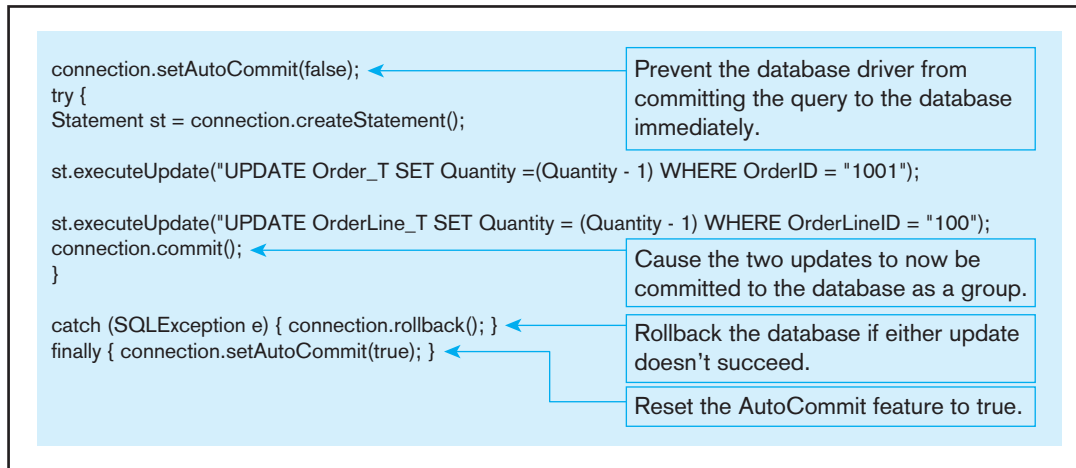 connection.setAutoCommit(false);
try {
Statement st = connection.createStatement();
st.executeUpdate("UPDATE Order_T SET Quantity =(Quantity - 1) WHERE OrderID = "1001");
st.executeUpdate("UPDATE OrderLine_T SET Quantity = (Quantity - 1) WHERE OrderLineID = "100");
connection.commit();
}
catch (SQLException e) { connection.rollback(); }
finally { connection.setAutoCommit(true); }
Prevent the database driver from
committing the query to the database
immediately.
Cause the two updates to now be
committed to the database as a group.
Rollback the database if either update
doesn't succeed.
Reset the AutoCommit feature to true.